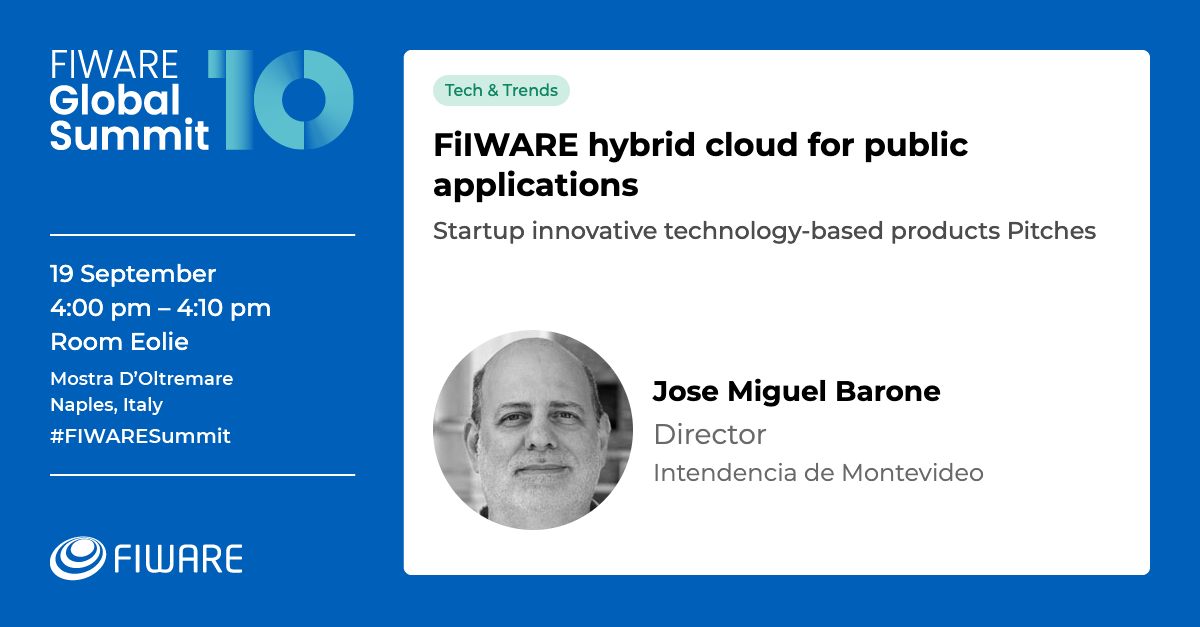 FIWARE
Global
Summit
10
19 September
4:00 pm – 4:10 pm
Room Eolie
Mostra D’Oltremare
Naples, Italy
#FIWARESummit
FIWARE
Tech & Trends
FiIWARE hybrid cloud for public
applications
Startup innovative technology-based products Pitches
Jose Miguel Barone
Director
Intendencia de Montevideo